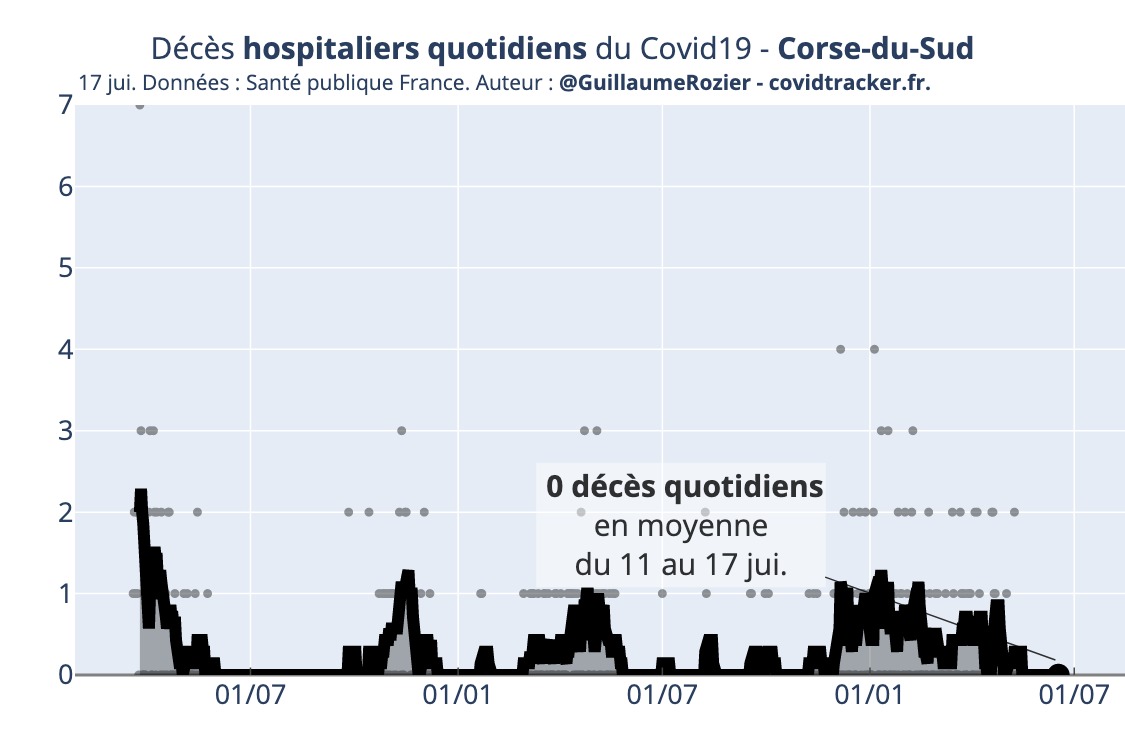 Décès hospitaliers quotidiens du Covid19 - Corse-du-Sud
17 jui. Données : Santé publique France. Auteur : @GuillaumeRozier - covidtracker.fr.
7
6
5
4
3
2
1
0
0 décès quotidiens
en moyenne
du 11 au 17 jui.
01/07 01/01 01/07 01/01 01/07